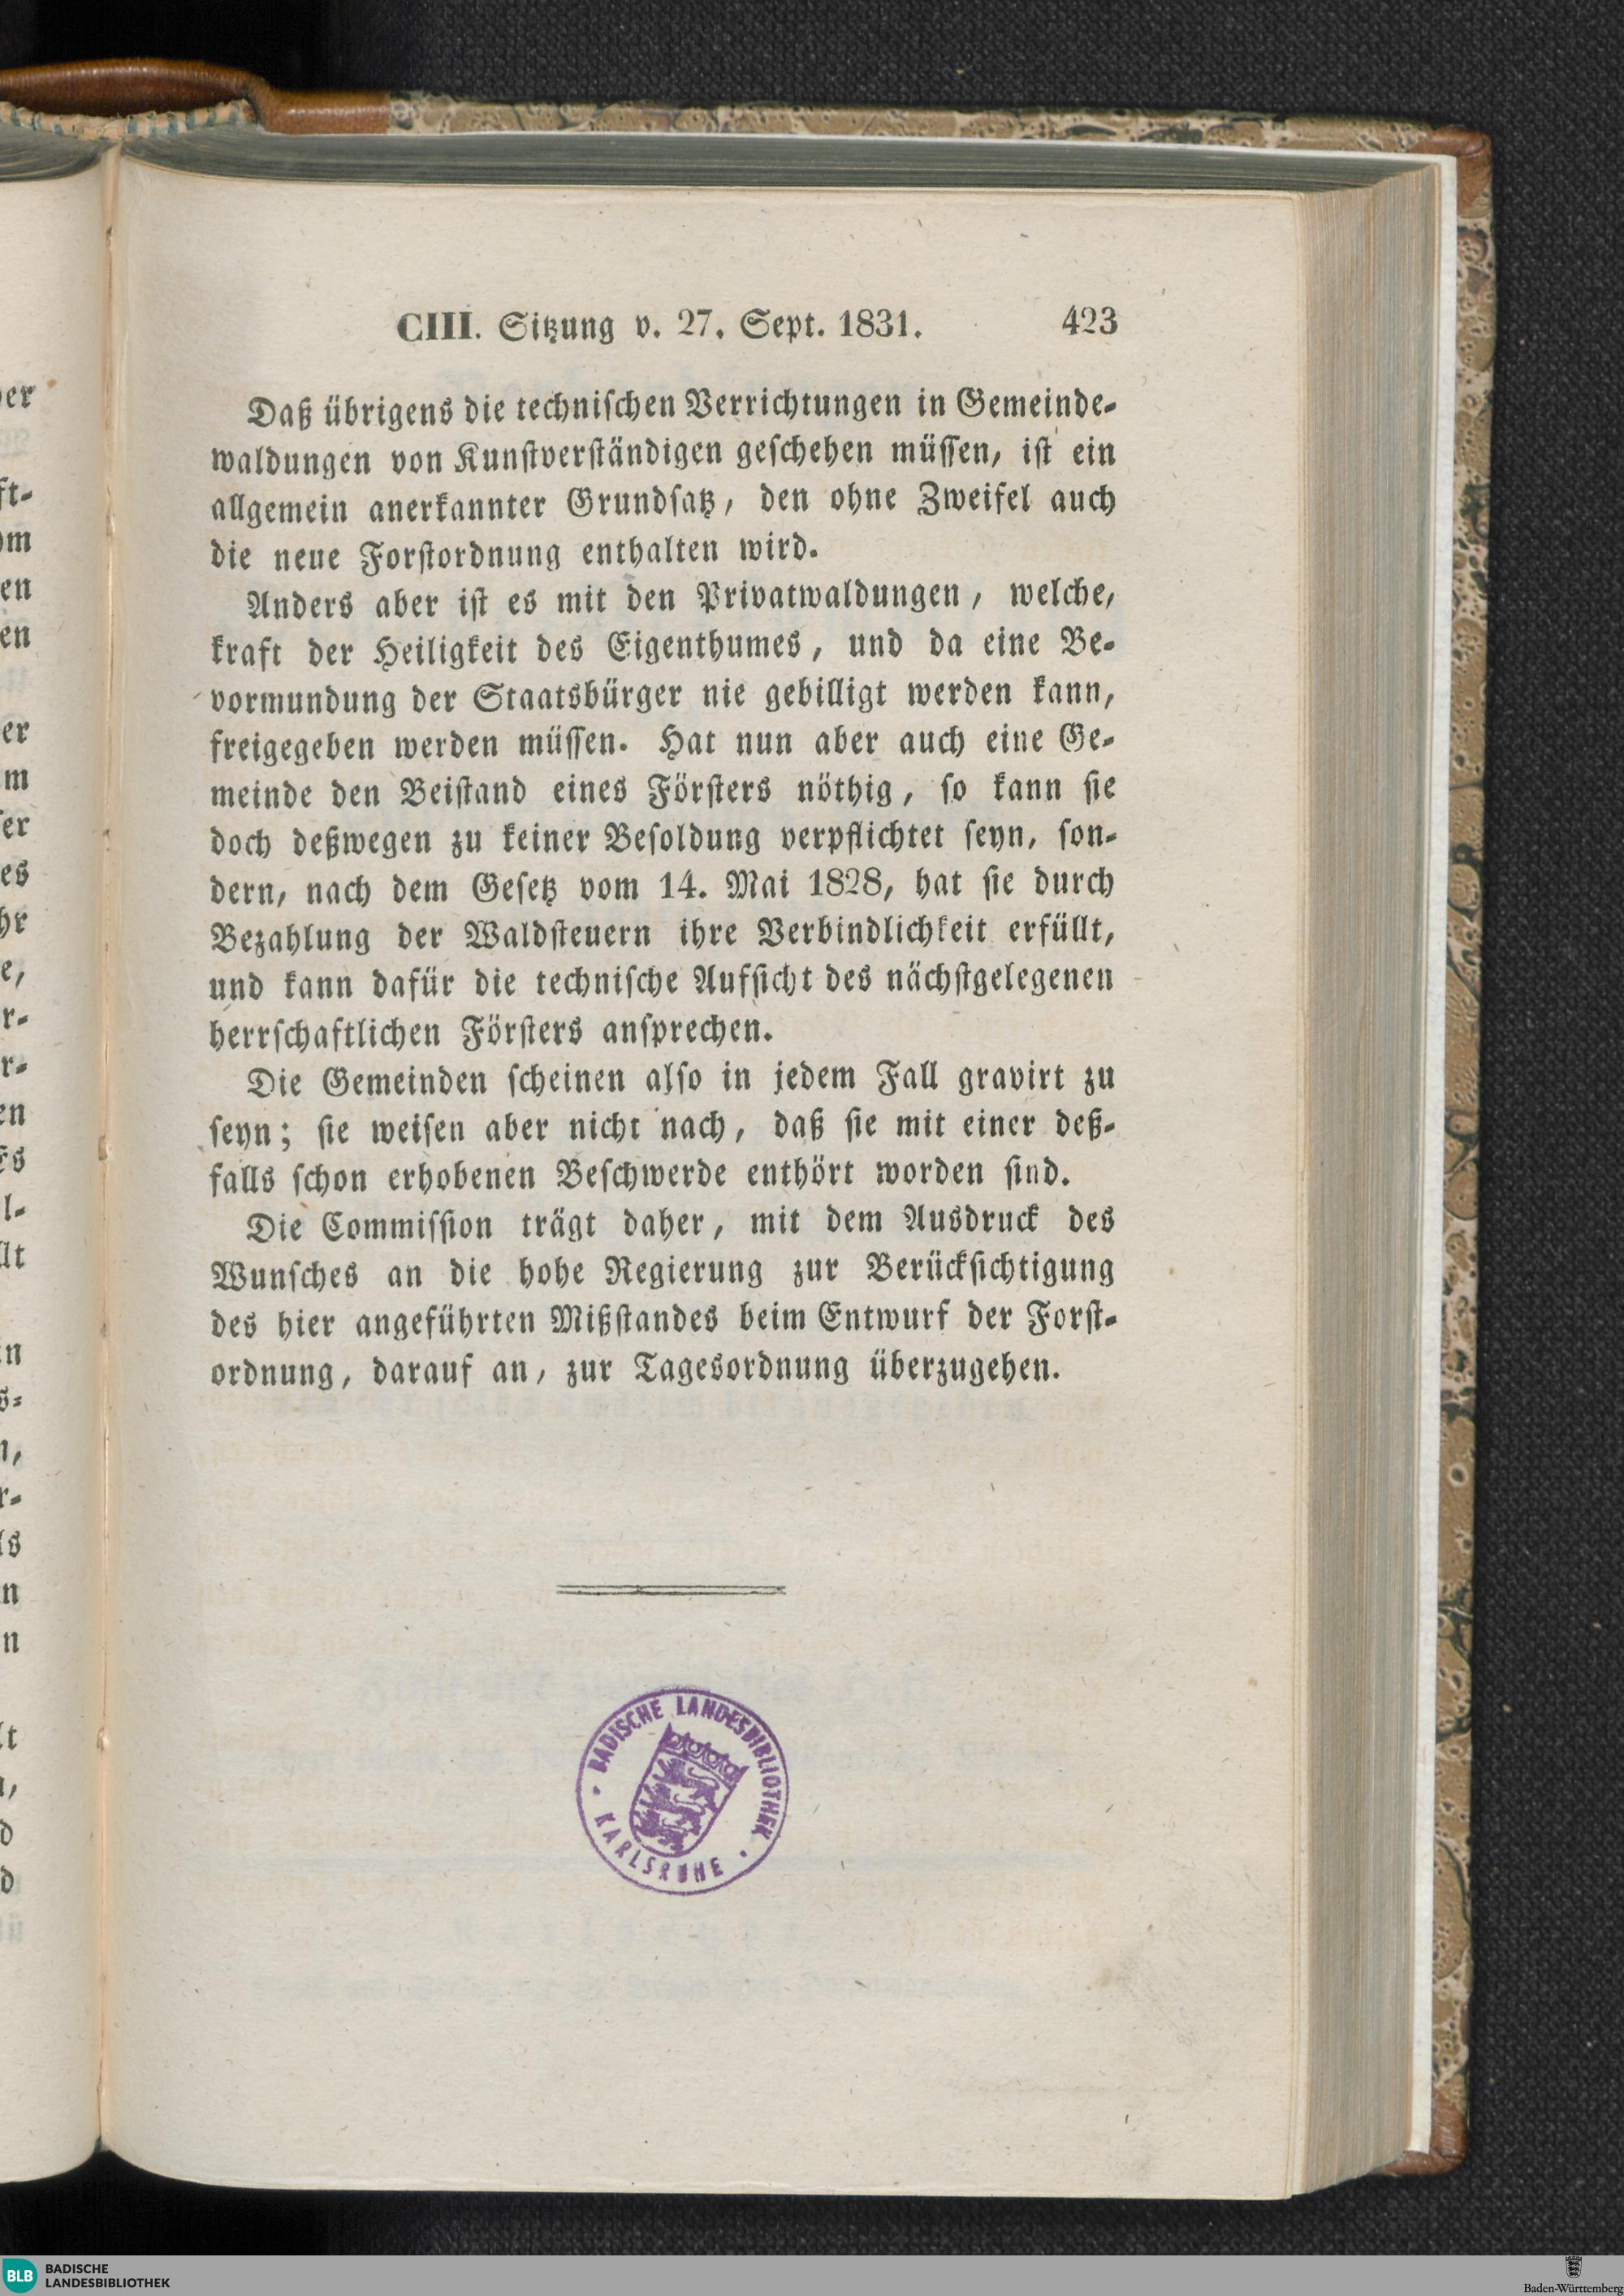 CIII. Sitzung v. 27. Sept. 1831. 423
Daß übrigens die technischen Verrichtungen in Gemeinde-
waldungen von Kunstverständigen geschehen müssen, ist ein
allgemein anerkannter Grundsatz, den ohne Zweifel auch
die neue Forstordnung enthalten wird.
Anders aber ist es mit den Privatwaldungen, welche,
kraft der Heiligkeit des Eigenthumes, und da eine Be-
vormundung der Staatsbürger nie gebilligt werden kann,
freigegeben werden müssen. Hat nun aber auch eine Ge-
meinde den Beistand eines Försters nöthig, so kann sie
doch deßwegen zu keiner Besoldung verpflichtet seyn, son-
dern, nach dem Gesetz vom 14. Mai 1828, hat sie durch
Bezahlung der Waldsteuern ihre Verbindlichkeit erfüllt,
und kann dafür die technische Aufsicht des nächstgelegenen
herrschaftlichen Försters ansprechen.
Die Gemeinden scheinen also in jedem Fall gravirt zu
seyn; sie weisen aber nicht nach, daß sie mit einer deß-
falls schon erhobenen Beschwerde enthört worden sind.
Die Commission trägt daher, mit dem Ausdruck des
Wunsches an die hohe Regierung zur Berücksichtigung
des hier angeführten Mißstandes beim Entwurf der Forst-
ordnung, darauf an, zur Tagesordnung überzugehen.
BADISCHE LANDESBIBLIOTHEK
KARLSRUHE
BLB BADISCHE
LANDESBIBLIOTHEK
Baden-Württemberg